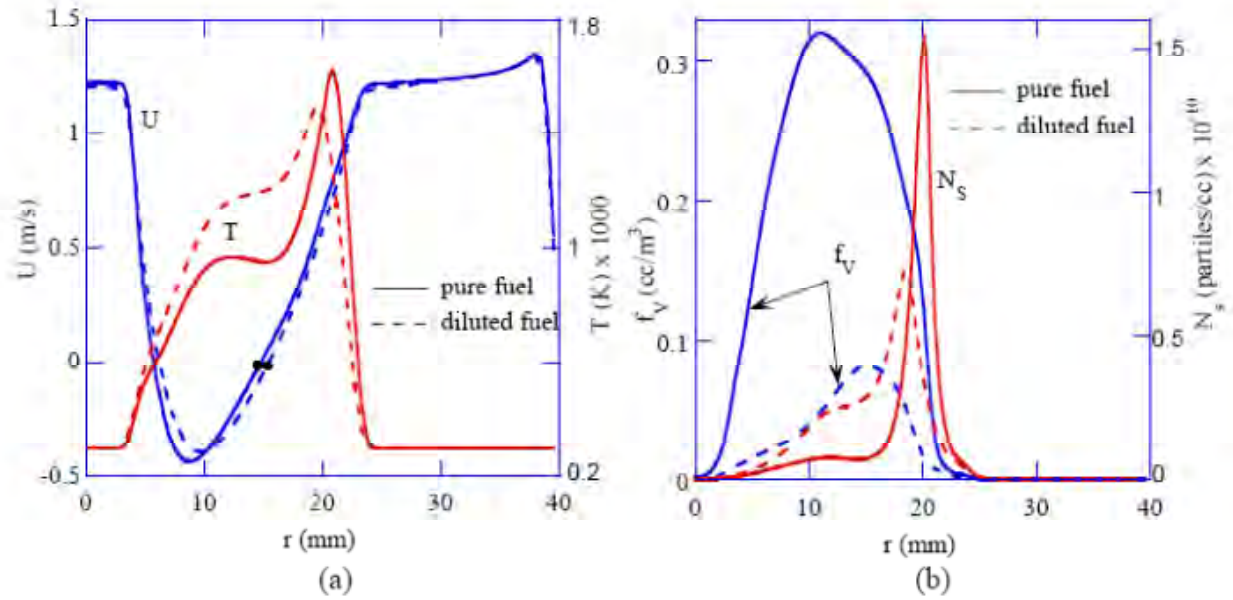 1.5
1
0.5
0
-0.5
U (m/s)
U
T
pure fuel
diluted fuel
1.8
1
0.2
T (K) x 1000
0
10
20
30
40
r (mm)
(a)
0.3
0.2
0.1
0
f_V (cc/m³)
f_V
N_S
pure fuel
diluted fuel
1.5
1
0.5
0
N_s (partiles/cc) x 10⁻¹⁰
0
10
20
30
40
r (mm)
(b)